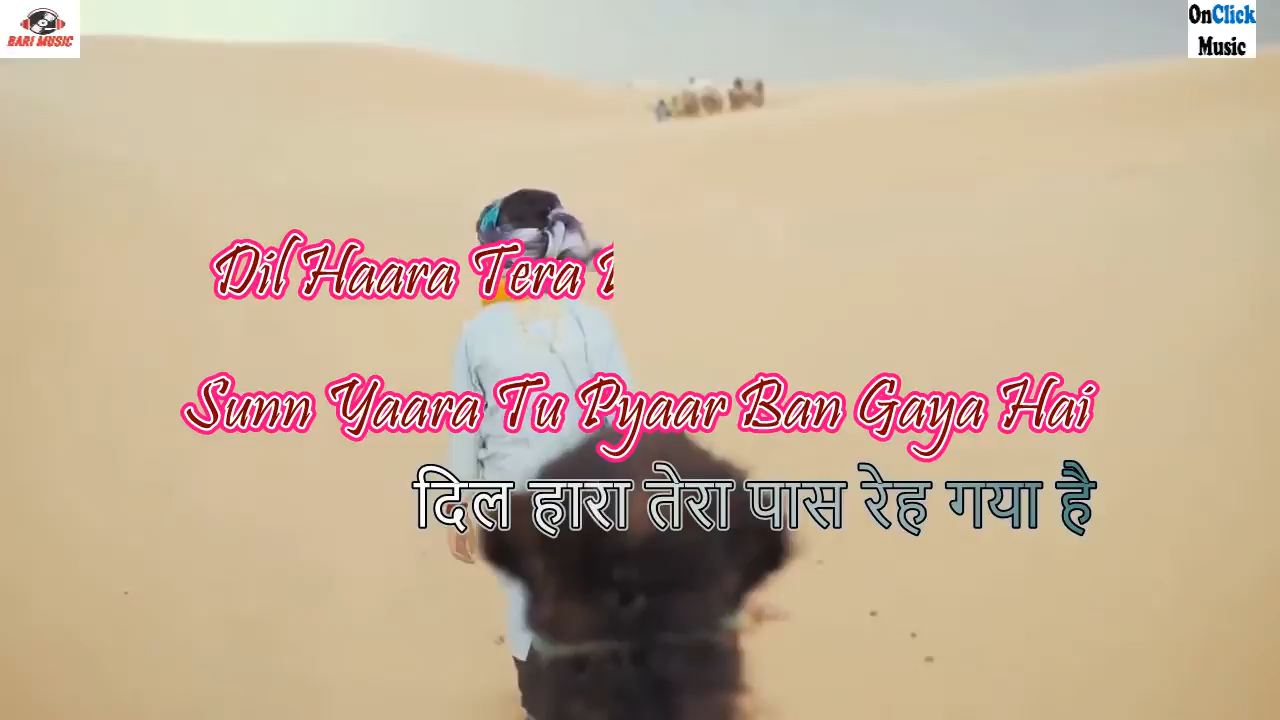 BARI MUSIC
OnClick
Music
Dil Haara Tera
Sunn Yaara Tu Pyaar Ban Gaya Hai
दिल हारा तेरा पास रेह गया है